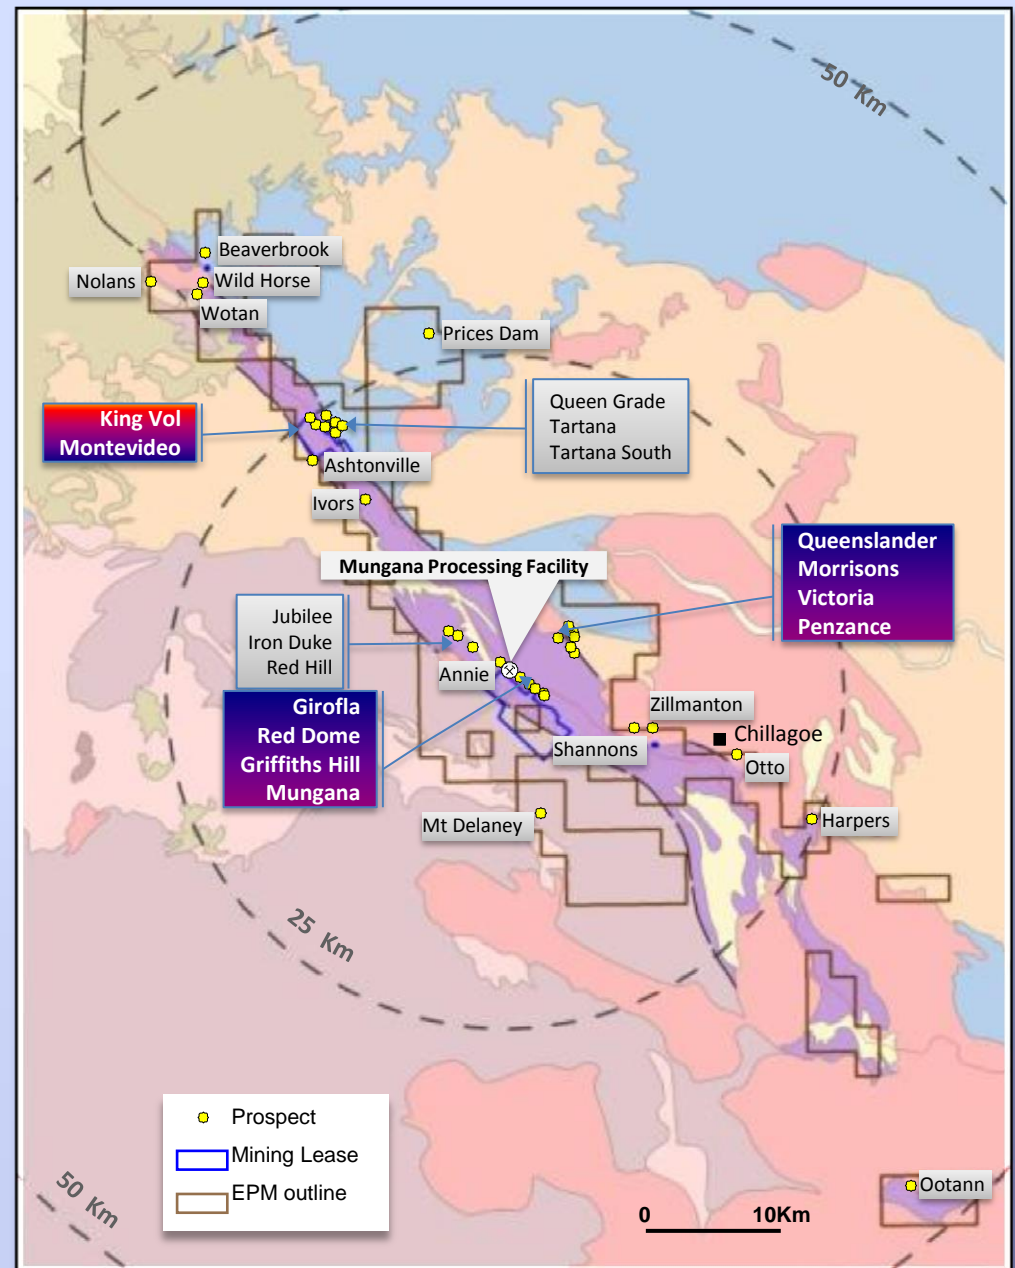 50 Km
Beaverbrook
Nolans
Wild Horse
Wotan
Prices Dam
King Vol
Montevideo
Queen Grade
Tartana
Tartana South
Ashtonville
Ivors
Mungana Processing Facility
Queenslander
Morrisons
Victoria
Penzance
Jubilee
Iron Duke
Red Hill
Annie
Girofla
Red Dome
Griffiths Hill
Mungana
Zillmanton
Chillagoe
Shannons
Otto
Mt Delaney
Harpers
25 Km
Prospect
Mining Lease
EPM outline
50 Km
Ootann
0 10Km